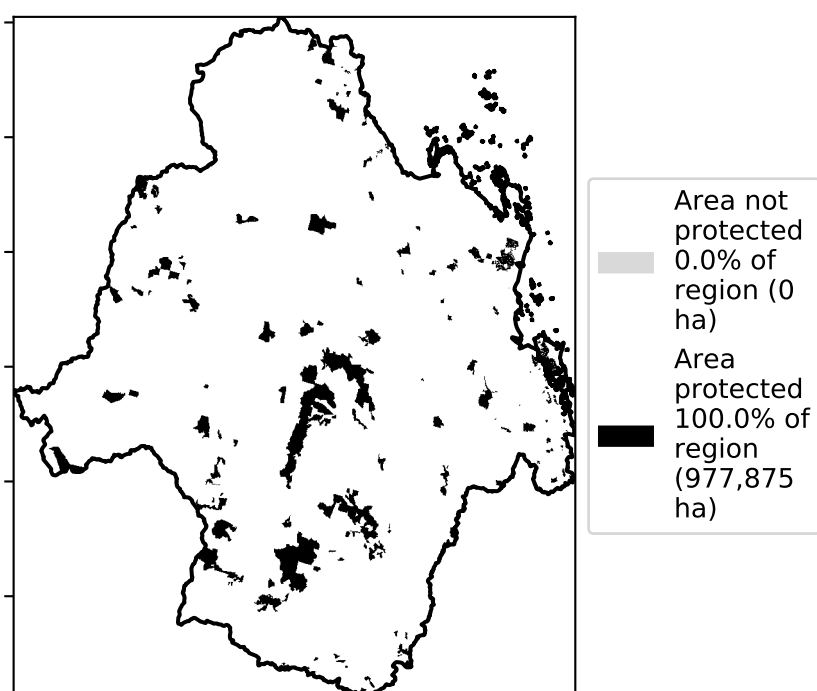 Area not
protected
0.0% of
region (0
ha)
Area
protected
100.0% of
region
(977,875
ha)